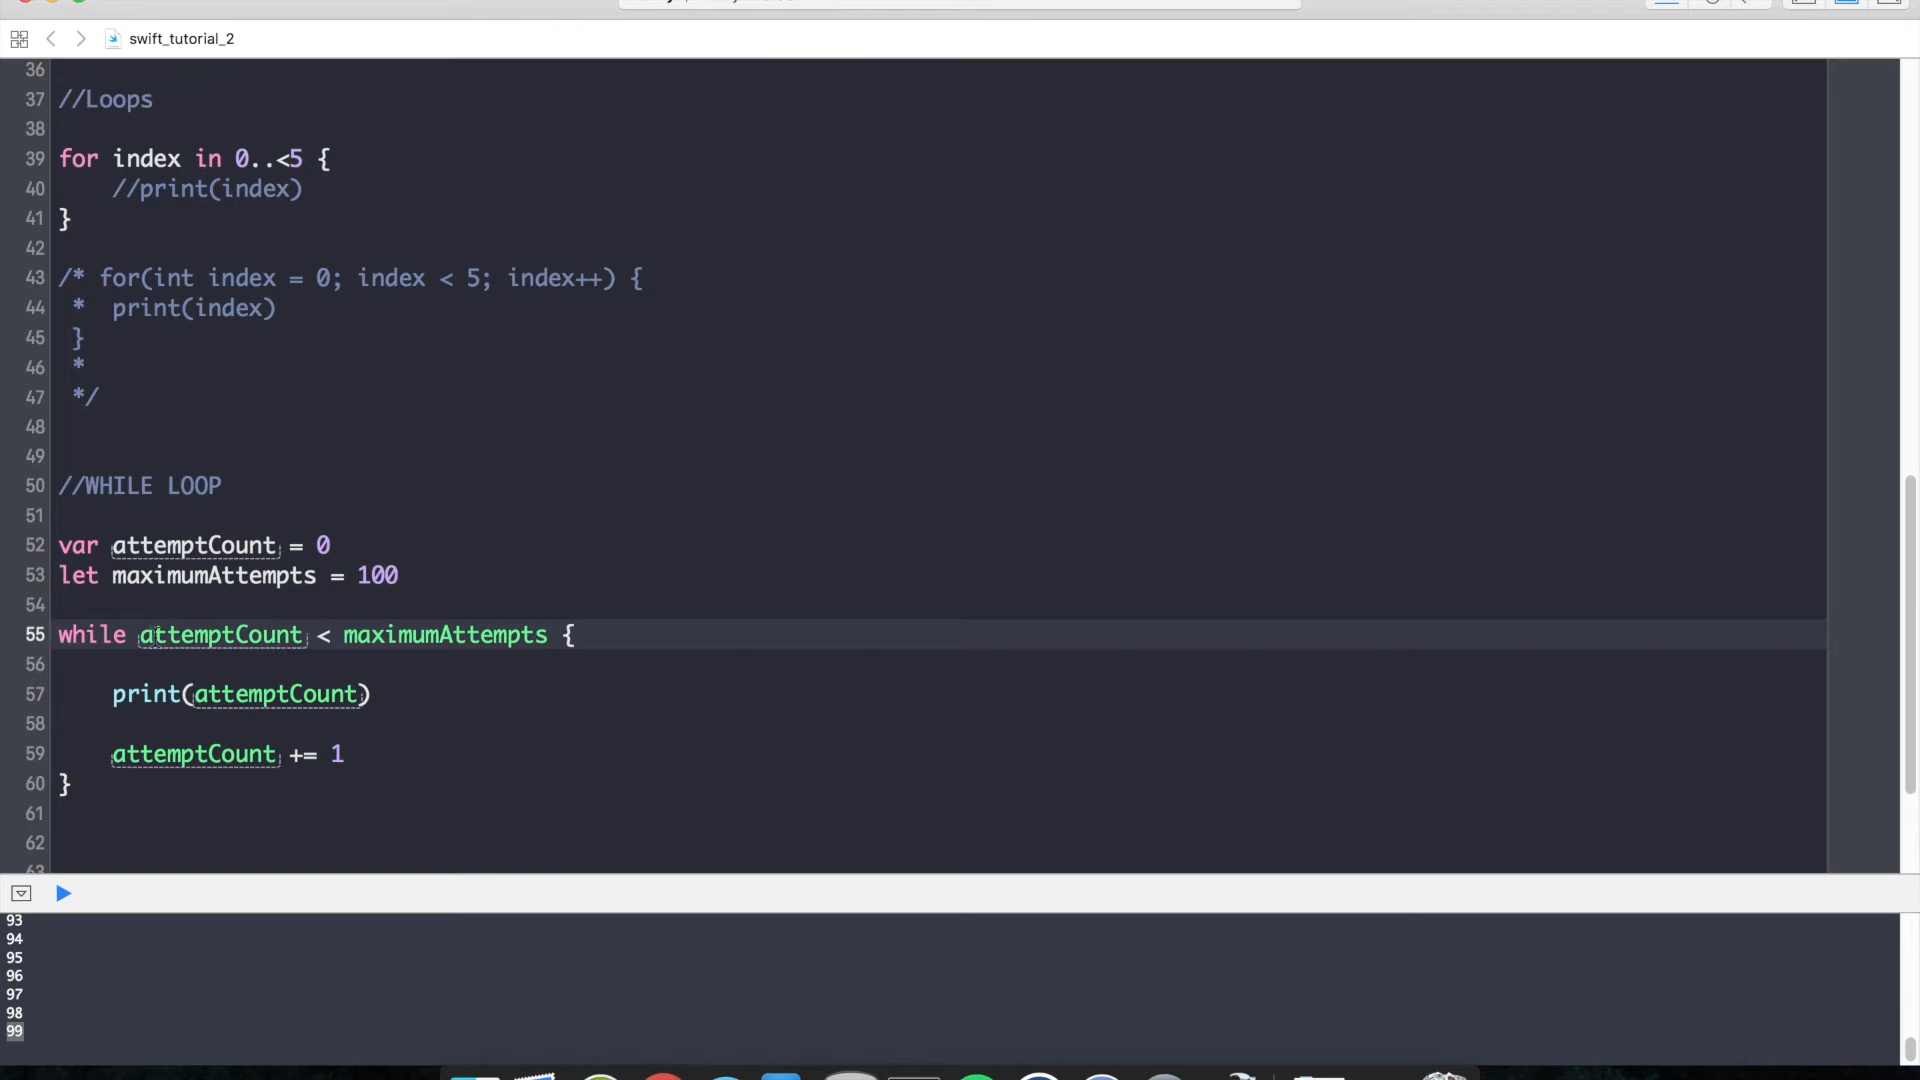 swift_tutorial_2
36
37 //Loops
38
39 for index in 0..<5 {
40 //print(index)
41 }
42
43 /* for(int index = 0; index < 5; index++) {
44 * print(index)
45 }
46 *
47 */
48
49
50 //WHILE LOOP
51
52 var attemptCount = 0
53 let maximumAttempts = 100
54
55 while attemptCount < maximumAttempts {
56
57 print(attemptCount)
58
59 attemptCount += 1
60 }
61
62
63
93
94
95
96
97
98
99